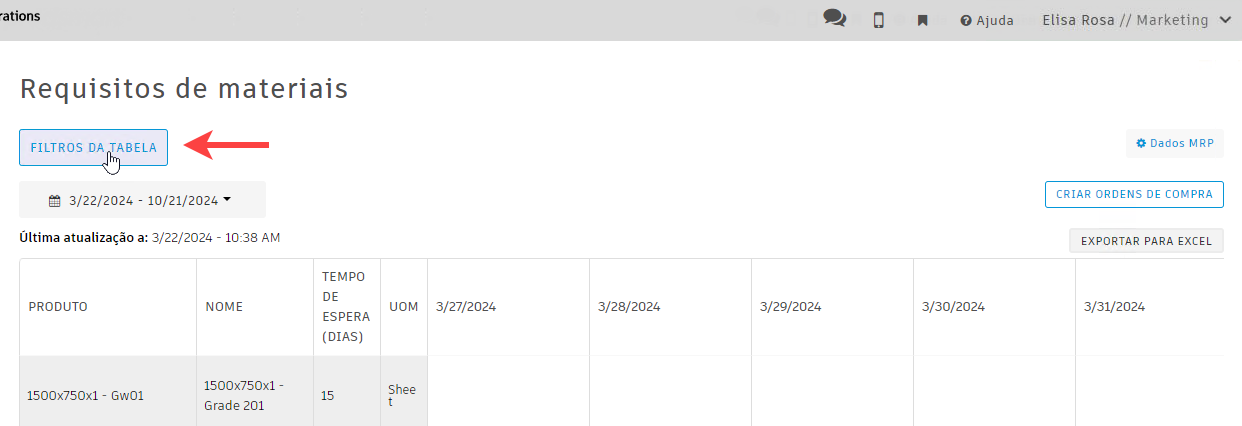 rations
Ajuda
Elisa Rosa // Marketing
Requisitos de materiais
FILTROS DA TABELA
Dados MRP
3/22/2024 - 10/21/2024
CRIAR ORDENS DE COMPRA
Última atualização a: 3/22/2024 - 10:38 AM
EXPORTAR PARA EXCEL
PRODUTO
NOME
TEMPO
DE
ESPERA
(DIAS)
UOM
3/27/2024
3/28/2024
3/29/2024
3/30/2024
3/31/2024
1500x750x1 - Gw01
1500x750x1 -
Grade 201
15
Shee
t